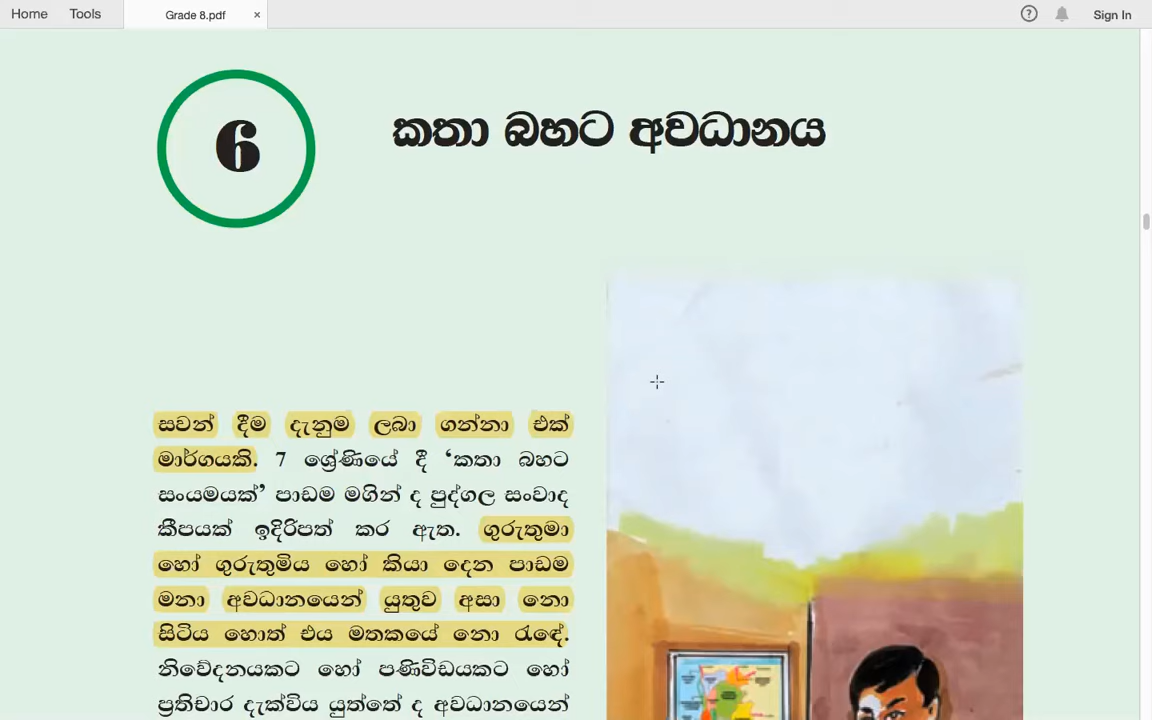 Home Tools Grade 8.pdf × ? Sign In
6
කතා බහට අවධානය
සවන් දීම දැනුම ලබා ගන්නා එක්
මාර්ගයකි. 7 ශ්‍රේණියේ දී ‘කතා බහට
සංයමයක්’ පාඩම මගින් ද පුද්ගල සංවාද
කීපයක් ඉදිරිපත් කර ඇත. ගුරුතුමා
හෝ ගුරුතුමිය හෝ කියා දෙන පාඩම
මනා අවධානයෙන් යුතුව අසා නො
සිටිය හොත් එය මතකයේ නො රැඳේ.
නිවේදනයකට හෝ පණිවිඩයකට හෝ
ප්‍රතිචාර දැක්විය යුත්තේ ද අවධානයෙන්